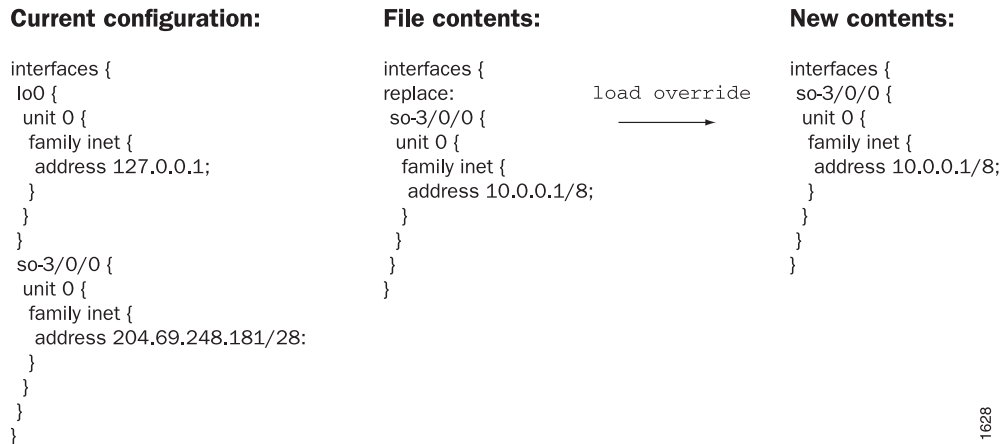 Current configuration:
interfaces {
lo0 {
unit 0 {
family inet {
address 127.0.0.1;
}
}
}
so-3/0/0 {
unit 0 {
family inet {
address 204.69.248.181/28:
}
}
}
}
File contents:
interfaces {
replace:
so-3/0/0 {
unit 0 {
family inet {
address 10.0.0.1/8;
}
}
}
}
load override
New contents:
interfaces {
so-3/0/0 {
unit 0 {
family inet {
address 10.0.0.1/8;
}
}
}
}
1628